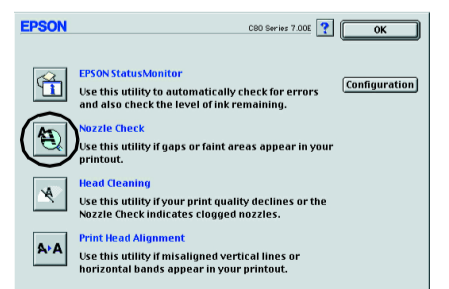 EPSON
C80 Series 7.00E ? OK
EPSON StatusMonitor
Use this utility to automatically check for errors
and also check the level of ink remaining.
Configuration
Nozzle Check
Use this utility if gaps or faint areas appear in your
printout.
Head Cleaning
Use this utility if your print quality declines or the
Nozzle Check indicates clogged nozzles.
Print Head Alignment
Use this utility if misaligned vertical lines or
horizontal bands appear in your printout.